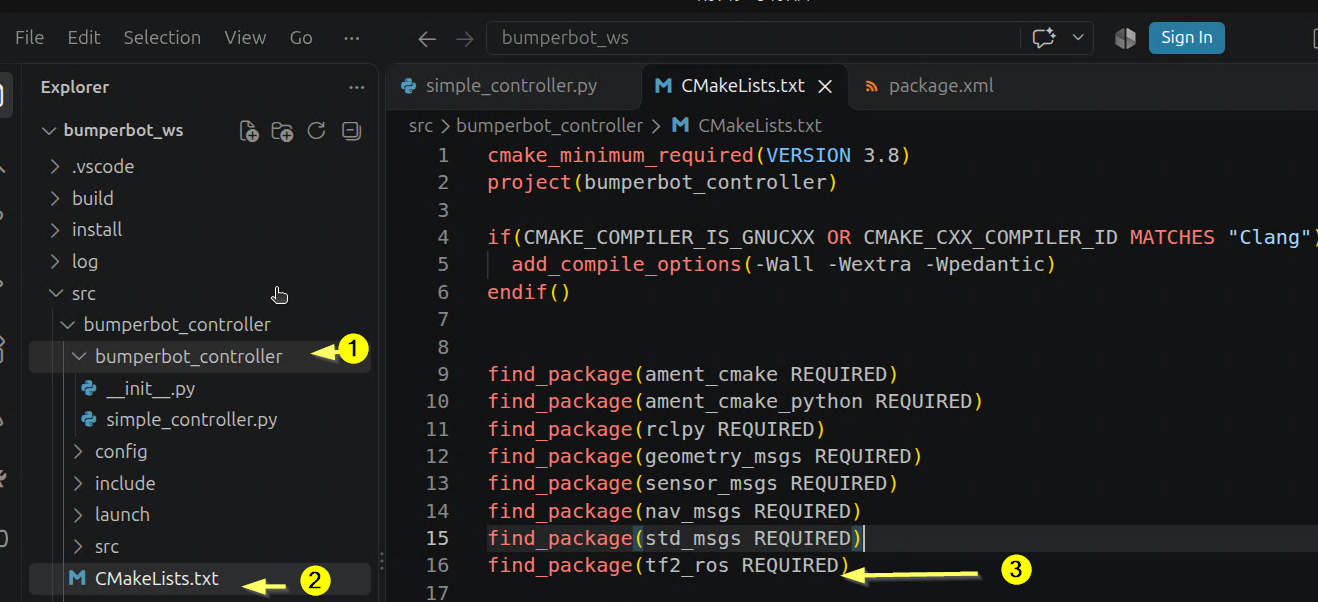 File Edit Selection View Go ...
bumperbot_ws
Sign In
Explorer
bumperbot_ws
.vscode
build
install
log
src
bumperbot_controller
bumperbot_controller
1
__init__.py
simple_controller.py
config
include
launch
src
CMakeLists.txt
2
simple_controller.py
CMakeLists.txt
package.xml
src > bumperbot_controller > CMakeLists.txt
1 cmake_minimum_required(VERSION 3.8)
2 project(bumperbot_controller)
3
4 if(CMAKE_COMPILER_IS_GNUCXX OR CMAKE_CXX_COMPILER_ID MATCHES "Clang")
5 add_compile_options(-Wall -Wextra -Wpedantic)
6 endif()
7
8
9 find_package(ament_cmake REQUIRED)
10 find_package(ament_cmake_python REQUIRED)
11 find_package(rclpy REQUIRED)
12 find_package(geometry_msgs REQUIRED)
13 find_package(sensor_msgs REQUIRED)
14 find_package(nav_msgs REQUIRED)
15 find_package(std_msgs REQUIRED)
16 find_package(tf2_ros REQUIRED)
3
17